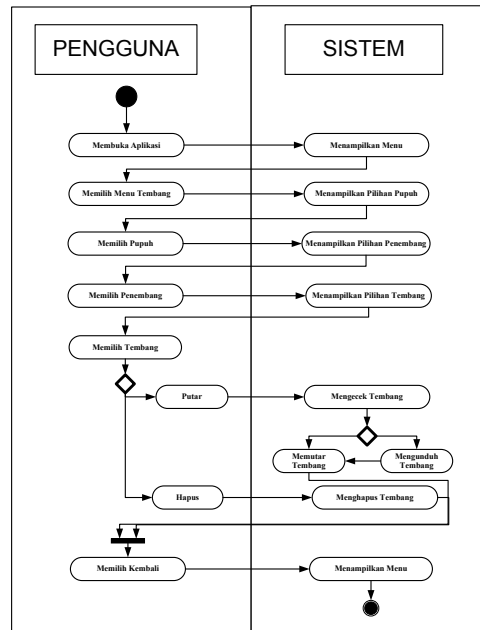 PENGGUNA
SISTEM
Membuka Aplikasi
Menampilkan Menu
Memilih Menu Tembang
Menampilkan Pilihan Pupuh
Memilih Pupuh
Menampilkan Pilihan Penembang
Memilih Penembang
Menampilkan Pilihan Tembang
Memilih Tembang
Putar
Mengecek Tembang
Memutar
Tembang
Mengunduh
Tembang
Hapus
Menghapus Tembang
Memilih Kembali
Menampilkan Menu